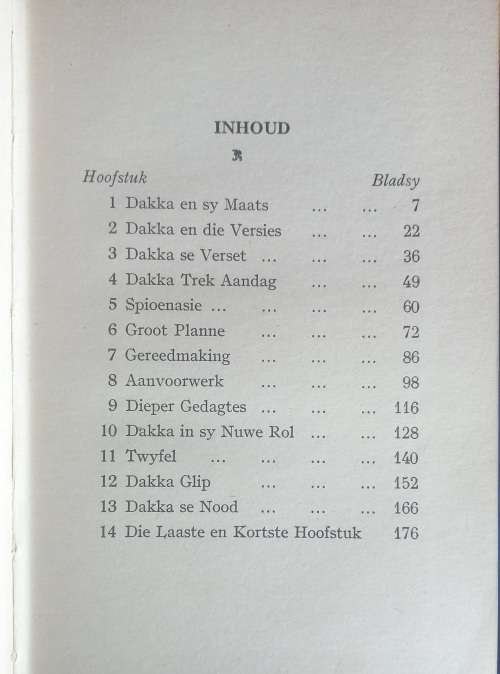 INHOUD
Hoofstuk Bladsy
1 Dakka en sy Maats ... ... 7
2 Dakka en die Versies ... ... 22
3 Dakka se Verset ... ... ... 36
4 Dakka Trek Aandag ... ... 49
5 Spioenasie ... ... ... ... 60
6 Groot Planne ... ... ... 72
7 Gereedmaking ... ... ... 86
8 Aanvoorwerk ... ... ... 98
9 Dieper Gedagtes ... ... ... 116
10 Dakka in sy Nuwe Rol ... ... 128
11 Twyfel ... ... ... ... 140
12 Dakka Glip ... ... ... 152
13 Dakka se Nood ... ... ... 166
14 Die Laaste en Kortste Hoofstuk 176